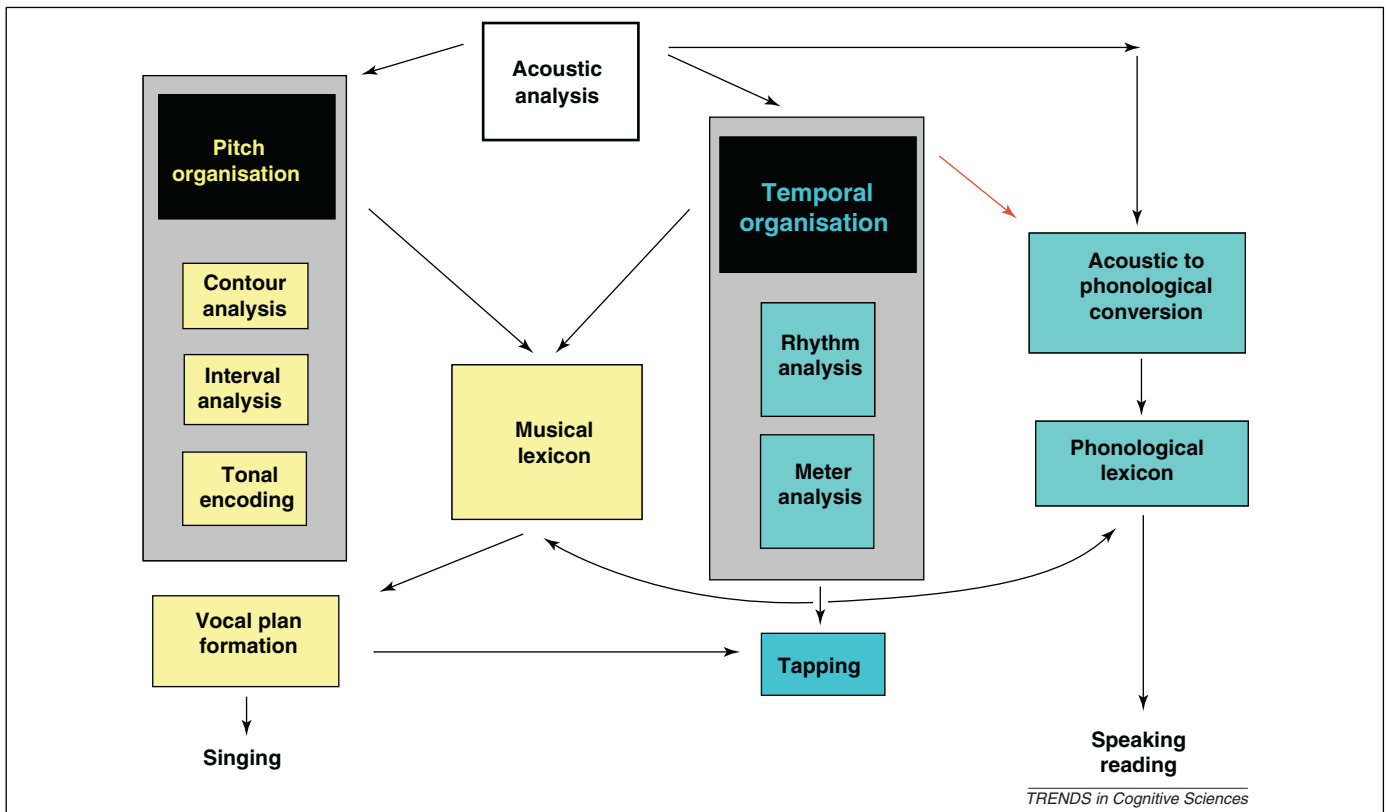 Acoustic
analysis
Pitch
organisation
Contour
analysis
Interval
analysis
Tonal
encoding
Musical
lexicon
Temporal
organisation
Rhythm
analysis
Meter
analysis
Acoustic to
phonological
conversion
Phonological
lexicon
Vocal plan
formation
Tapping
Singing
Speaking
reading
TRENDS in Cognitive Sciences